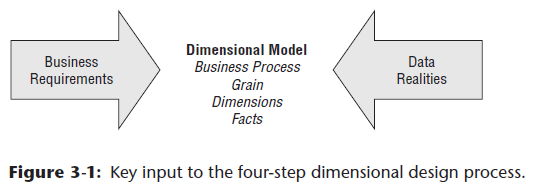 Business
Requirements
Dimensional Model
Business Process
Grain
Dimensions
Facts
Data
Realities
Figure 3-1: Key input to the four-step dimensional design process.